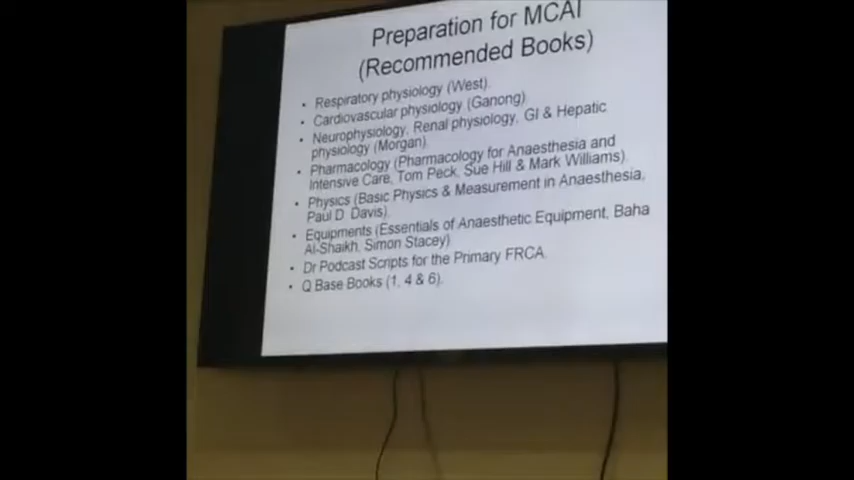 Preparation for MCAI
(Recommended Books)
• Respiratory physiology (West).
• Cardiovascular physiology (Ganong)
• Neurophysiology, Renal physiology, GI & Hepatic
physiology (Morgan).
• Pharmacology (Pharmacology for Anaesthesia and
Intensive Care, Tom Peck, Sue Hill & Mark Williams)
• Physics (Basic Physics & Measurement in Anaesthesia,
Paul D. Davis).
• Equipments (Essentials of Anaesthetic Equipment, Baha
Al-Shaikh, Simon Stacey)
• Dr Podcast Scripts for the Primary FRCA.
• Q Base Books (1, 4 & 6).